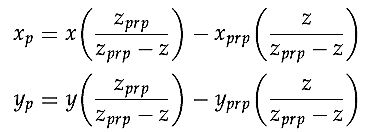 x_p = x(z_prp / (z_prp − z)) − x_prp(z / (z_prp − z))
y_p = y(z_prp / (z_prp − z)) − y_prp(z / (z_prp − z))